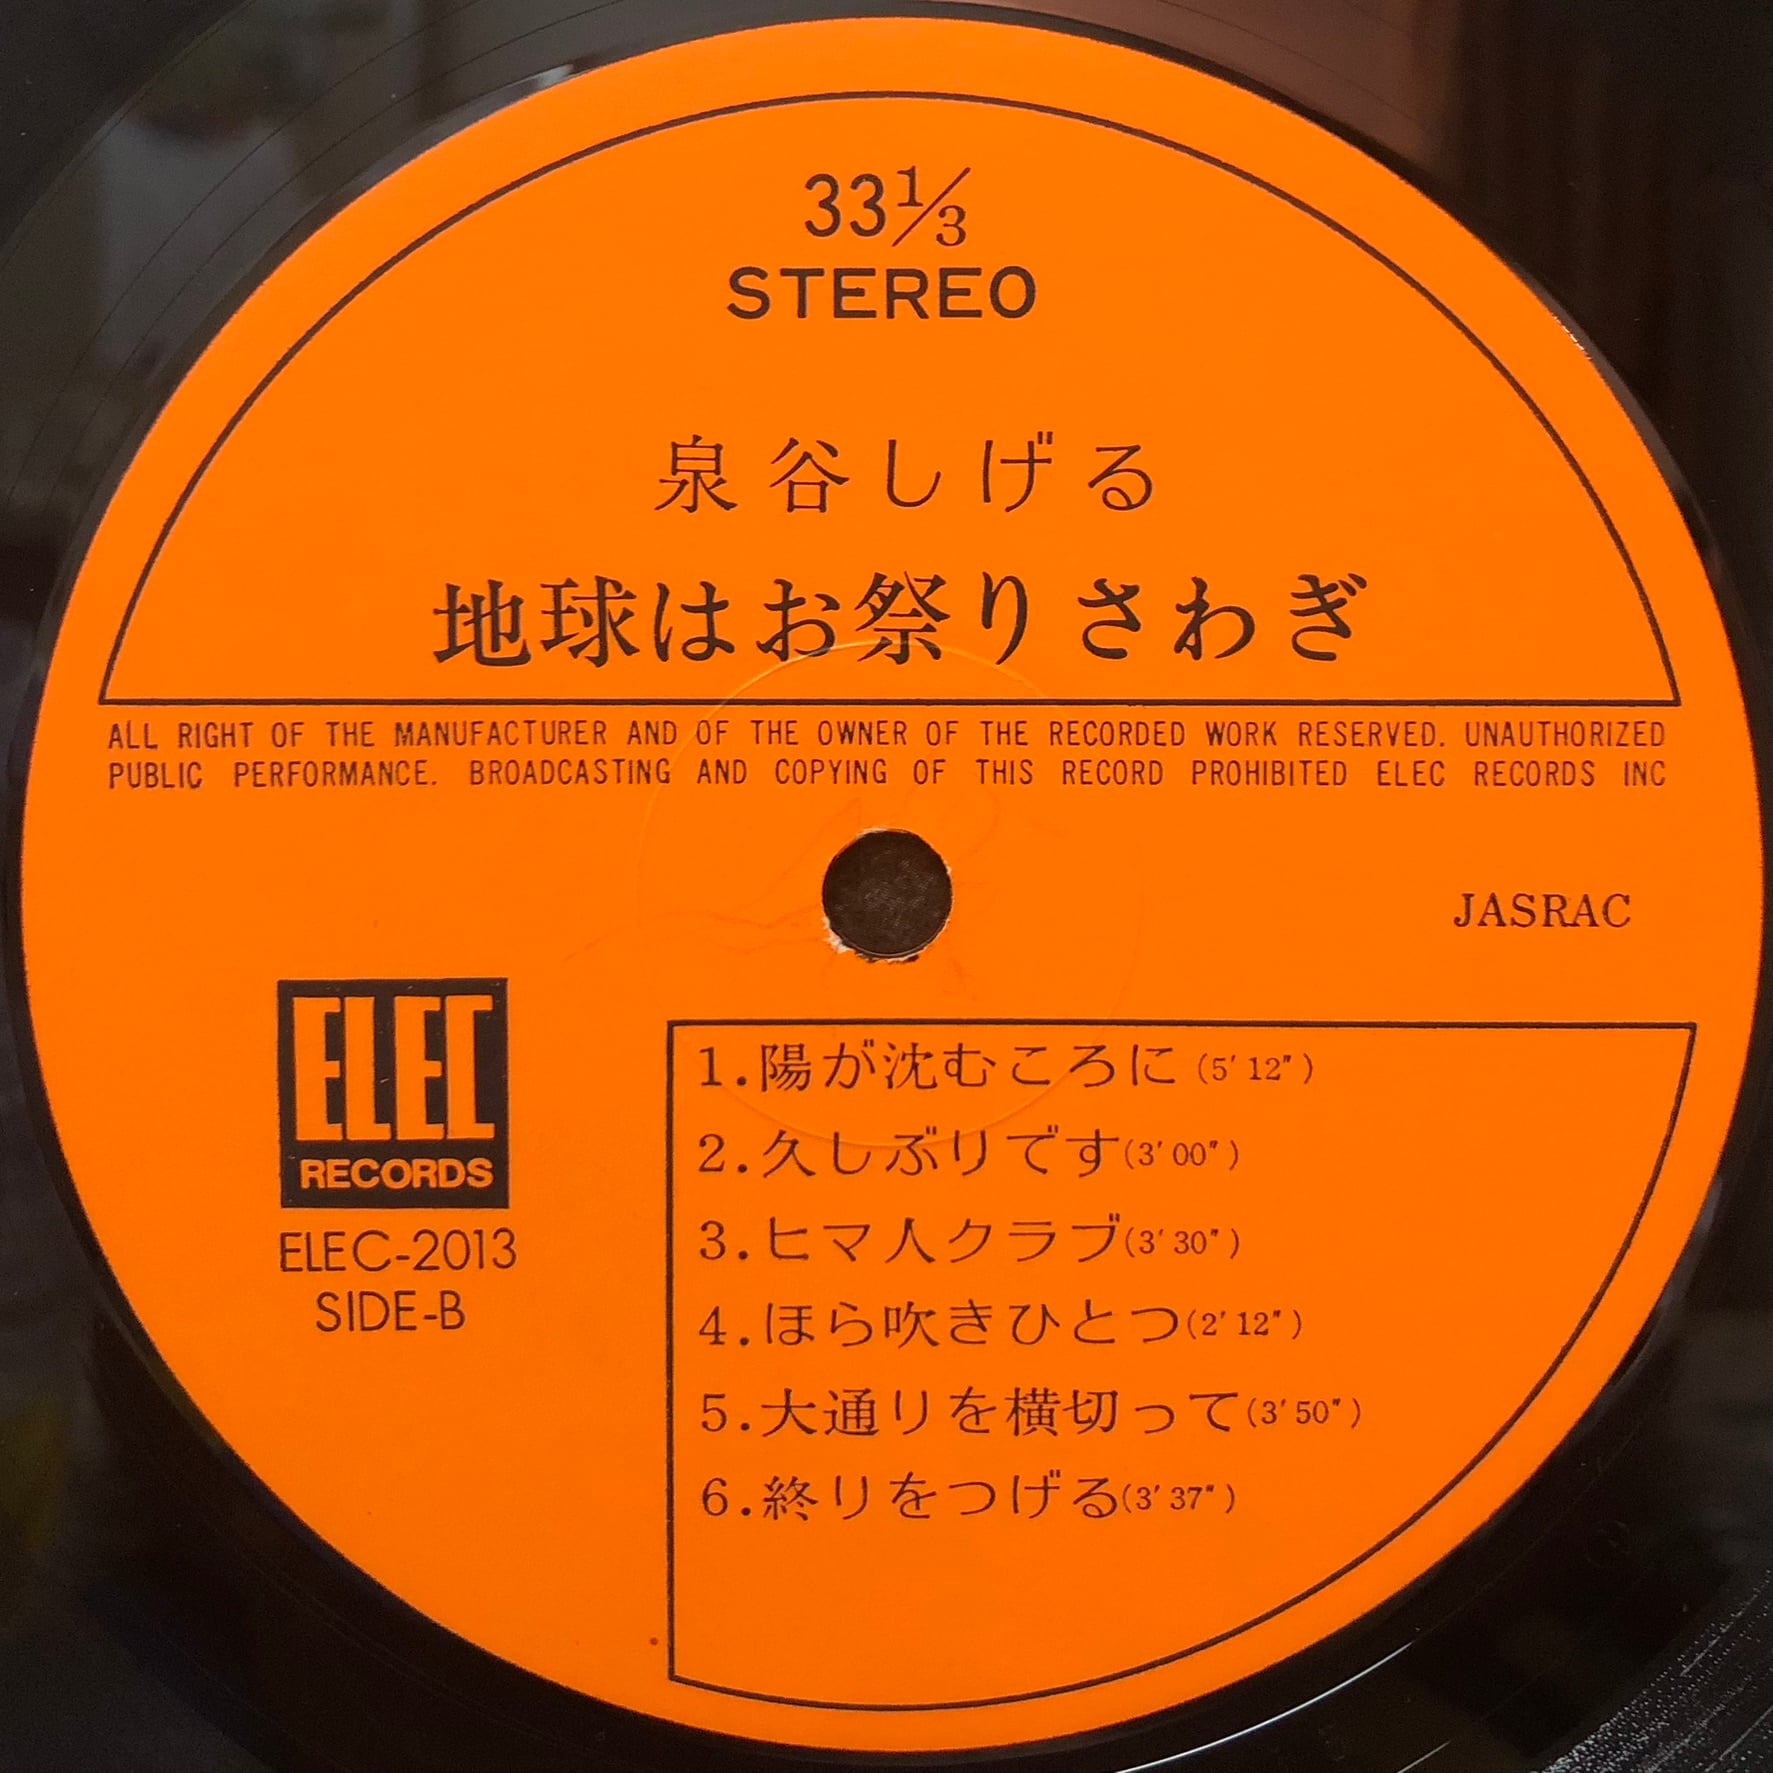 33⅓
STEREO
泉谷しげる
地球はお祭りさわぎ
ALL RIGHT OF THE MANUFACTURER AND OF THE OWNER OF THE RECORDED WORK RESERVED. UNAUTHORIZED
PUBLIC PERFORMANCE. BROADCASTING AND COPYING OF THIS RECORD PROHIBITED ELEC RECORDS INC
JASRAC
ELEC
RECORDS
ELEC-2013
SIDE-B
1.陽が沈むころに(5′12″)
2.久しぶりです(3′00″)
3.ヒマ人クラブ(3′30″)
4.ほら吹きひとつ(2′12″)
5.大通りを横切って(3′50″)
6.終りをつげる(3′37″)